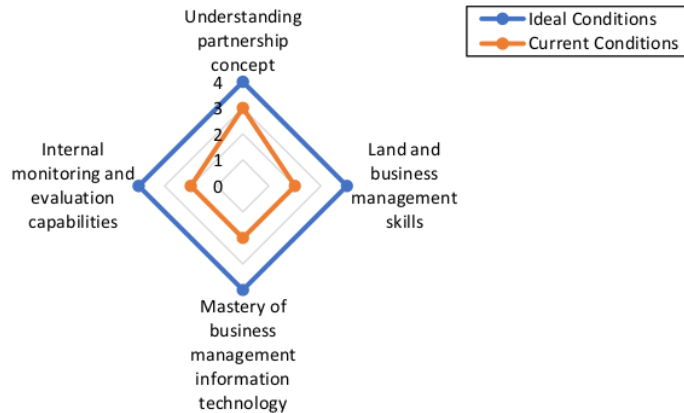 Understanding
partnership
concept
Ideal Conditions
Current Conditions
4
3
2
1
0
Internal
monitoring and
evaluation
capabilities
Land and
business
management
skills
Mastery of
business
management
information
technology